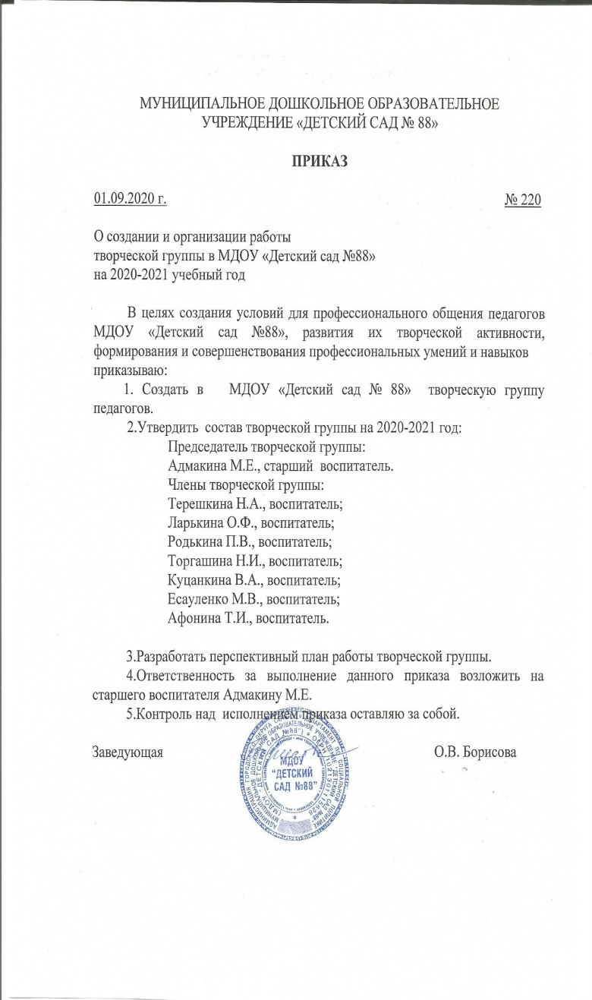 МУНИЦИПАЛЬНОЕ ДОШКОЛЬНОЕ ОБРАЗОВАТЕЛЬНОЕ
УЧРЕЖДЕНИЕ «ДЕТСКИЙ САД № 88»
ПРИКАЗ
01.09.2020 г. № 220
О создании и организации работы
творческой группы в МДОУ «Детский сад №88»
на 2020-2021 учебный год
В целях создания условий для профессионального общения педагогов
МДОУ «Детский сад №88», развития их творческой активности,
формирования и совершенствования профессиональных умений и навыков
приказываю:
1. Создать в МДОУ «Детский сад № 88» творческую группу
педагогов.
2.Утвердить состав творческой группы на 2020-2021 год:
Председатель творческой группы:
Адмакина М.Е., старший воспитатель.
Члены творческой группы:
Терешкина Н.А., воспитатель;
Ларькина О.Ф., воспитатель;
Родькина П.В., воспитатель;
Торгашина Н.И., воспитатель;
Куцанкина В.А., воспитатель;
Есауленко М.В., воспитатель;
Афонина Т.И., воспитатель.
3.Разработать перспективный план работы творческой группы.
4.Ответственность за выполнение данного приказа возложить на
старшего воспитателя Адмакину М.Е.
5.Контроль над исполнением приказа оставляю за собой.
Заведующая О.В. Борисова
МДОУ
"ДЕТСКИЙ
САД №88"